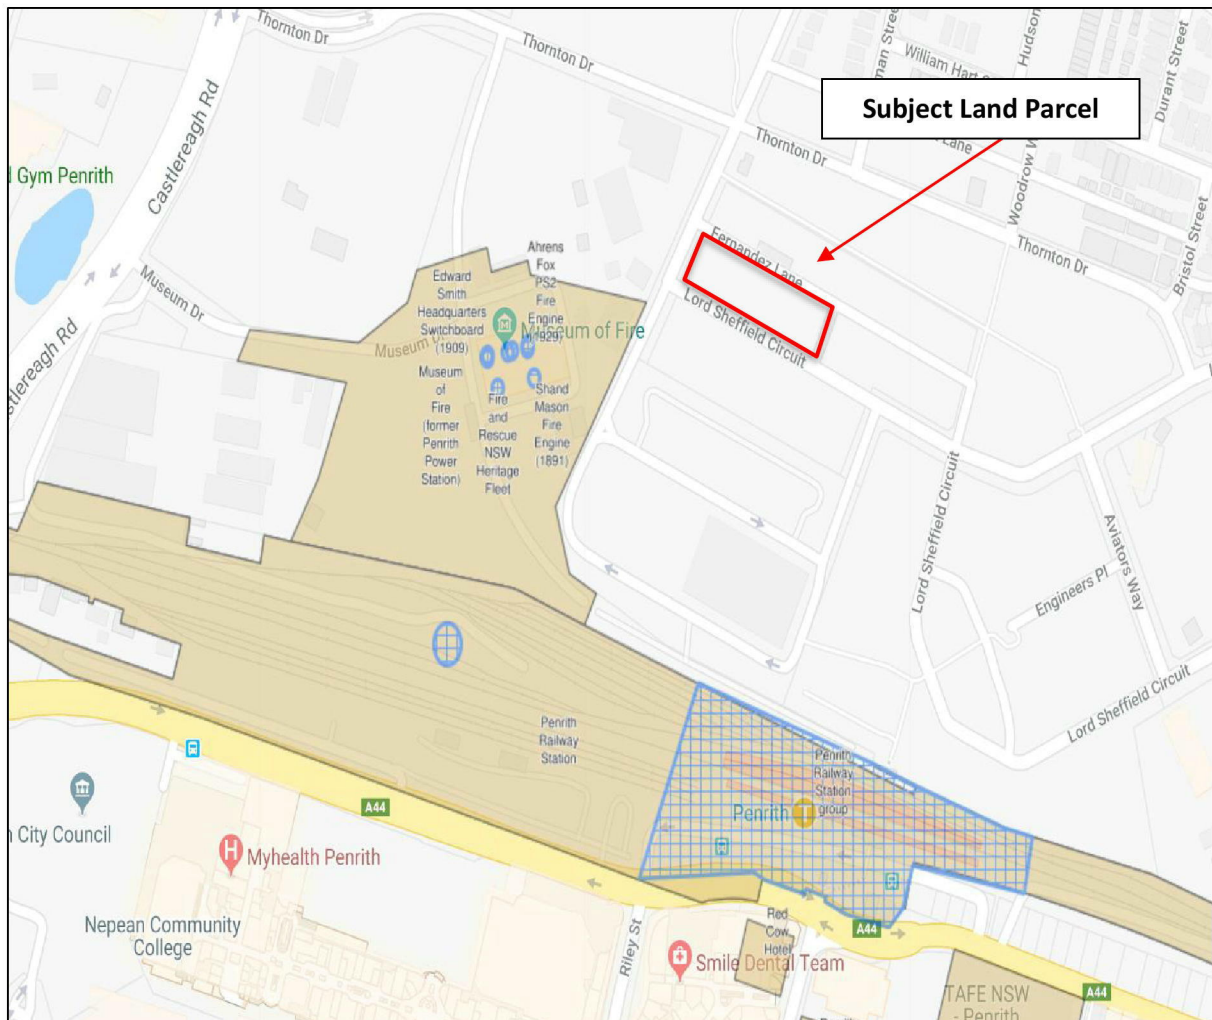 Thornton Dr
Thornton Dr
man Stree
Hudson
William Hart
Durant Street
Subject Land Parcel
Castlereagh Rd
Thornton Dr
Lane
Woodrow W
d Gym Penrith
Fernandez Lane
Thornton Dr
Bristol Street
Museum Dr
Edward
Smith
Headquarters
Switchboard
(1909)
Ahrens
Fox
PS2
Fire
Engine
(1929)
Museum of Fire
Museum Dr
Lord Sheffield Circuit
stlereagh Rd
Museum
of
Fire
(former
Penrith
Power
Station)
Fire
and
Rescue
NSW
Heritage
Fleet
Shand
Mason
Fire
Engine
(1891)
Lord Sheffield Circuit
Aviators Way
Engineers Pl
Lord Sheffield Circuit
Penrith
Railway
Station
Penrith
Railway
Station
group
Penrith
T
A44
n City Council
H
Myhealth Penrith
Nepean Community
College
Riley St
Red
Cow
Hotel
A44
Smile Dental Team
TAFE NSW
- Penrith
A44